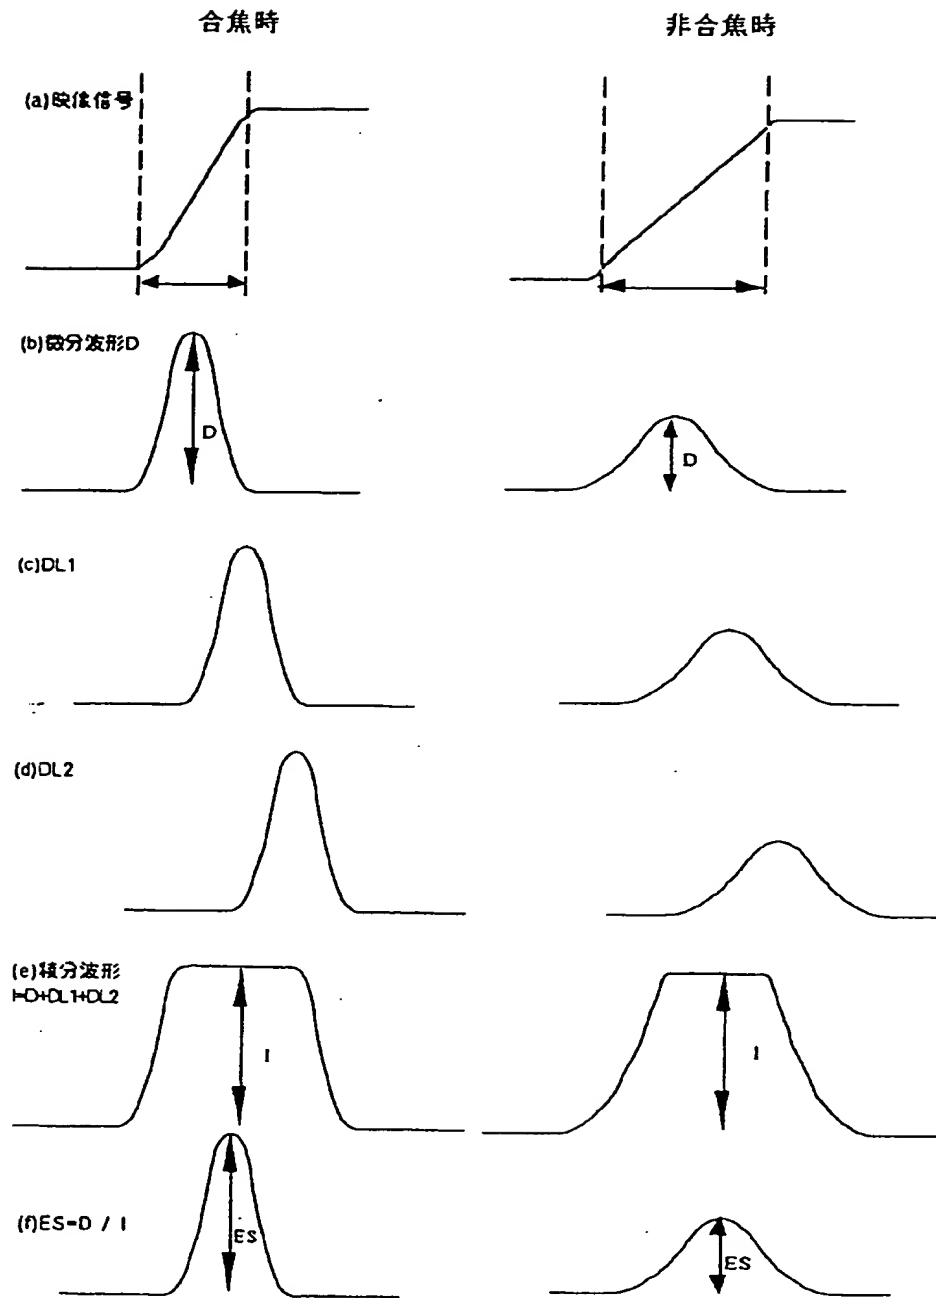 合焦時
非合焦時
(a)映像信号
(b)微分波形D
D
D
(c)DL1
(d)DL2
(e)積分波形
I=D+DL1+DL2
I
I
(f)ES=D / I
ES
ES